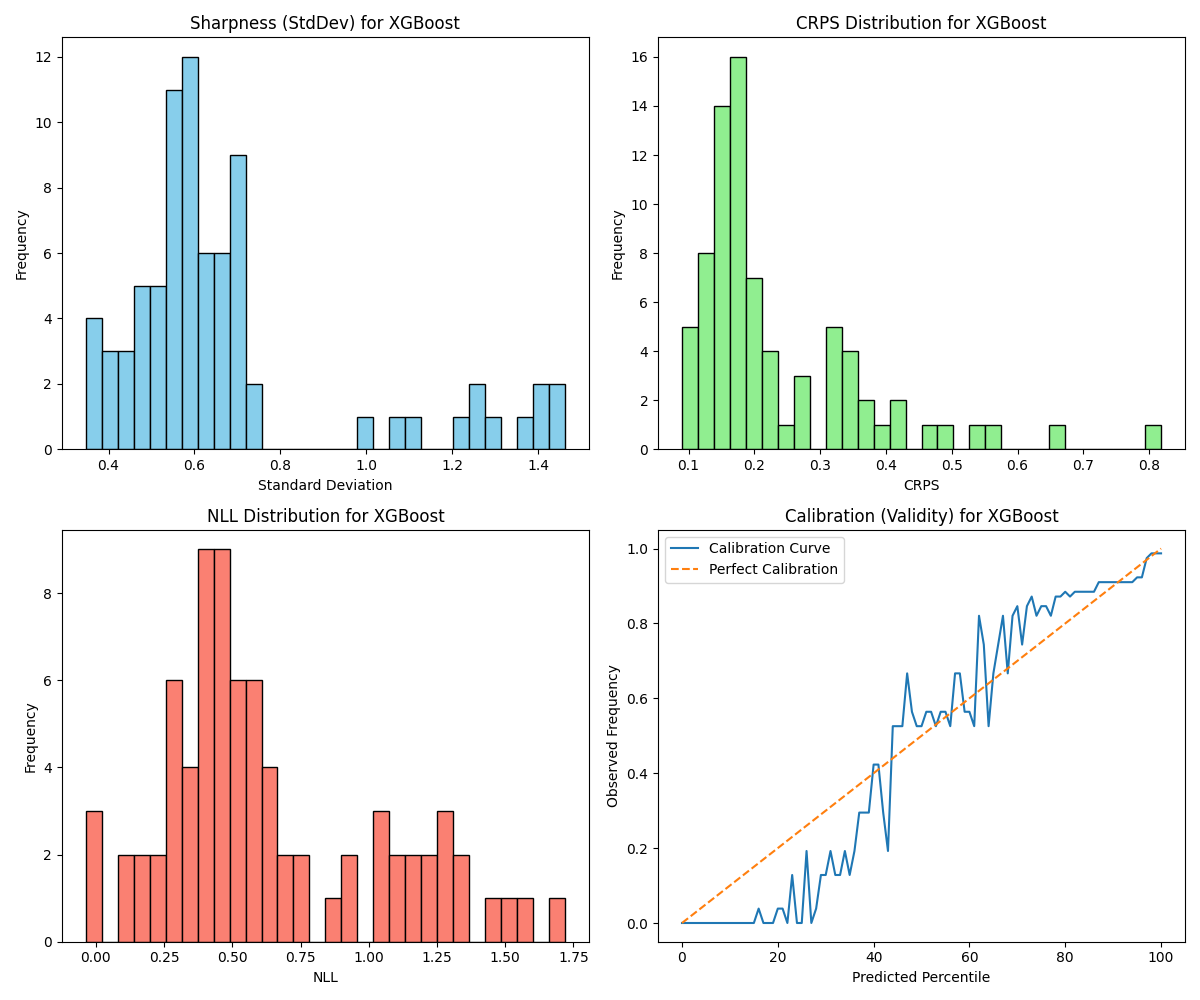 Sharpness (StdDev) for XGBoost
12
10
8
6
4
2
0
Frequency
0.4 0.6 0.8 1.0 1.2 1.4
Standard Deviation
CRPS Distribution for XGBoost
16
14
12
10
8
6
4
2
0
Frequency
0.1 0.2 0.3 0.4 0.5 0.6 0.7 0.8
CRPS
NLL Distribution for XGBoost
8
6
4
2
0
Frequency
0.00 0.25 0.50 0.75 1.00 1.25 1.50 1.75
NLL
Calibration (Validity) for XGBoost
Calibration Curve
Perfect Calibration
1.0
0.8
0.6
0.4
0.2
0.0
Observed Frequency
0 20 40 60 80 100
Predicted Percentile